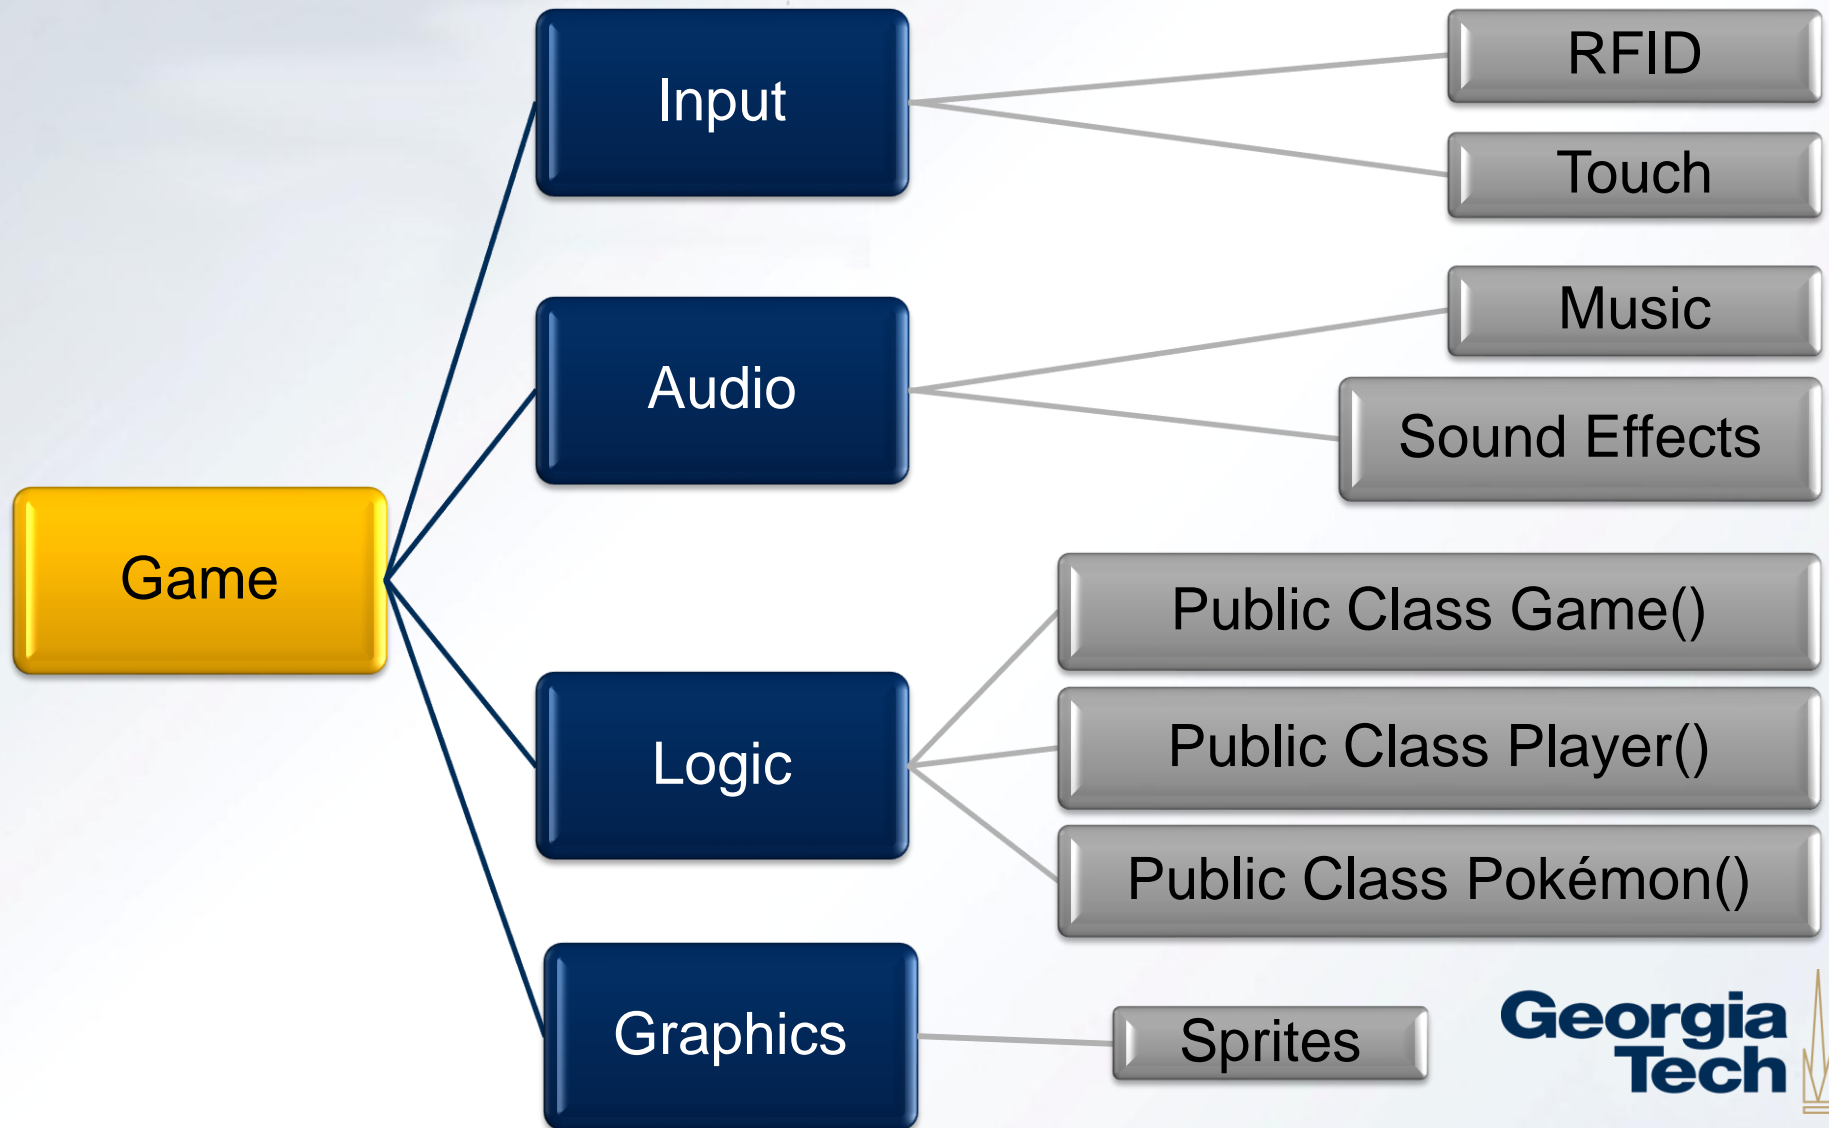 Game
Input
RFID
Touch
Audio
Music
Sound Effects
Logic
Public Class Game()
Public Class Player()
Public Class Pokémon()
Graphics
Sprites
Georgia
Tech